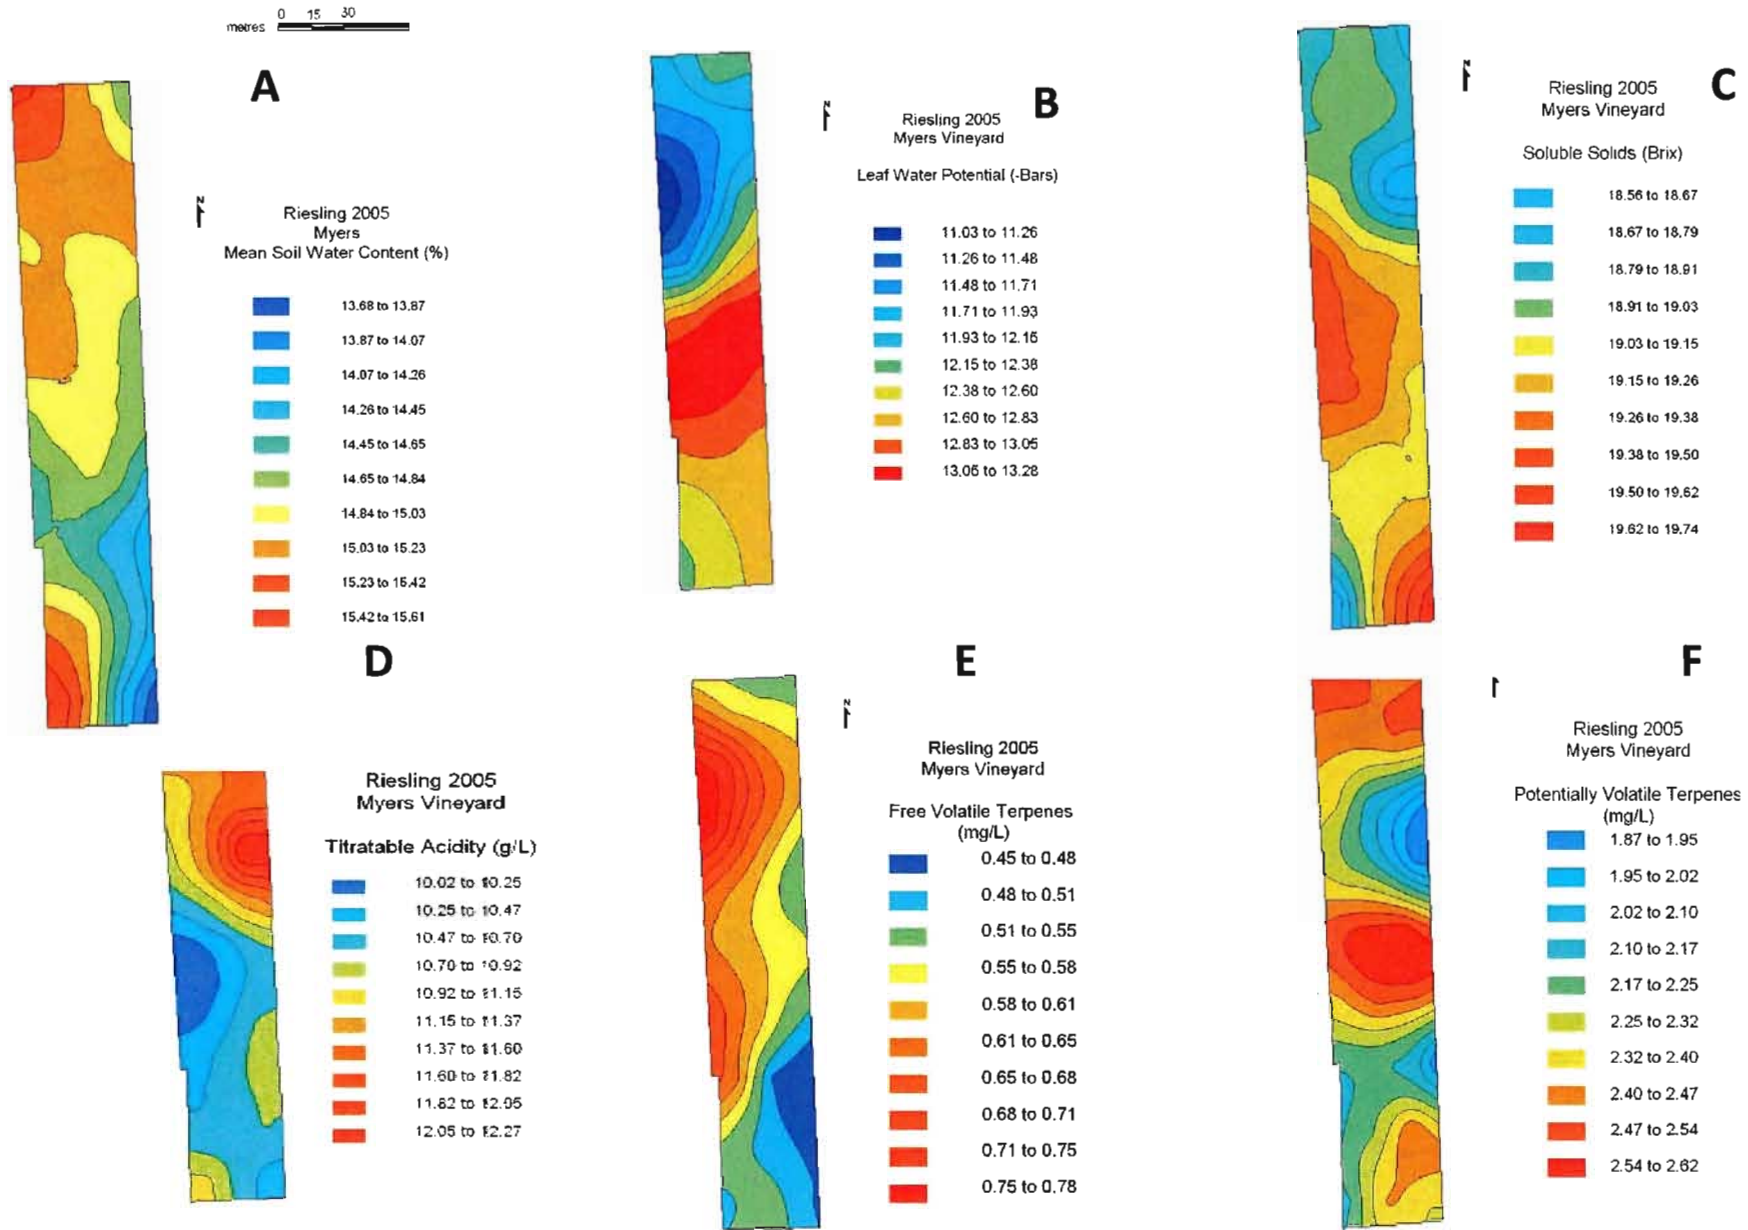 0 15 30
metres
A
N
Riesling 2005
Myers
Mean Soil Water Content (%)
13.68 to 13.87
13.87 to 14.07
14.07 to 14.26
14.26 to 14.45
14.45 to 14.65
14.65 to 14.84
14.84 to 15.03
15.03 to 15.23
15.23 to 15.42
15.42 to 15.61
B
N
Riesling 2005
Myers Vineyard
Leaf Water Potential (-Bars)
11.03 to 11.26
11.26 to 11.48
11.48 to 11.71
11.71 to 11.93
11.93 to 12.15
12.15 to 12.38
12.38 to 12.60
12.60 to 12.83
12.83 to 13.05
13.05 to 13.28
C
N
Riesling 2005
Myers Vineyard
Soluble Solids (Brix)
18.56 to 18.67
18.67 to 18.79
18.79 to 18.91
18.91 to 19.03
19.03 to 19.15
19.15 to 19.26
19.26 to 19.38
19.38 to 19.50
19.50 to 19.62
19.62 to 19.74
D
Riesling 2005
Myers Vineyard
Titratable Acidity (g/L)
10.02 to 10.25
10.25 to 10.47
10.47 to 10.70
10.70 to 10.92
10.92 to 11.15
11.15 to 11.37
11.37 to 11.60
11.60 to 11.82
11.82 to 12.05
12.05 to 12.27
E
N
Riesling 2005
Myers Vineyard
Free Volatile Terpenes
(mg/L)
0.45 to 0.48
0.48 to 0.51
0.51 to 0.55
0.55 to 0.58
0.58 to 0.61
0.61 to 0.65
0.65 to 0.68
0.68 to 0.71
0.71 to 0.75
0.75 to 0.78
F
Riesling 2005
Myers Vineyard
Potentially Volatile Terpenes
(mg/L)
1.87 to 1.95
1.95 to 2.02
2.02 to 2.10
2.10 to 2.17
2.17 to 2.25
2.25 to 2.32
2.32 to 2.40
2.40 to 2.47
2.47 to 2.54
2.54 to 2.62